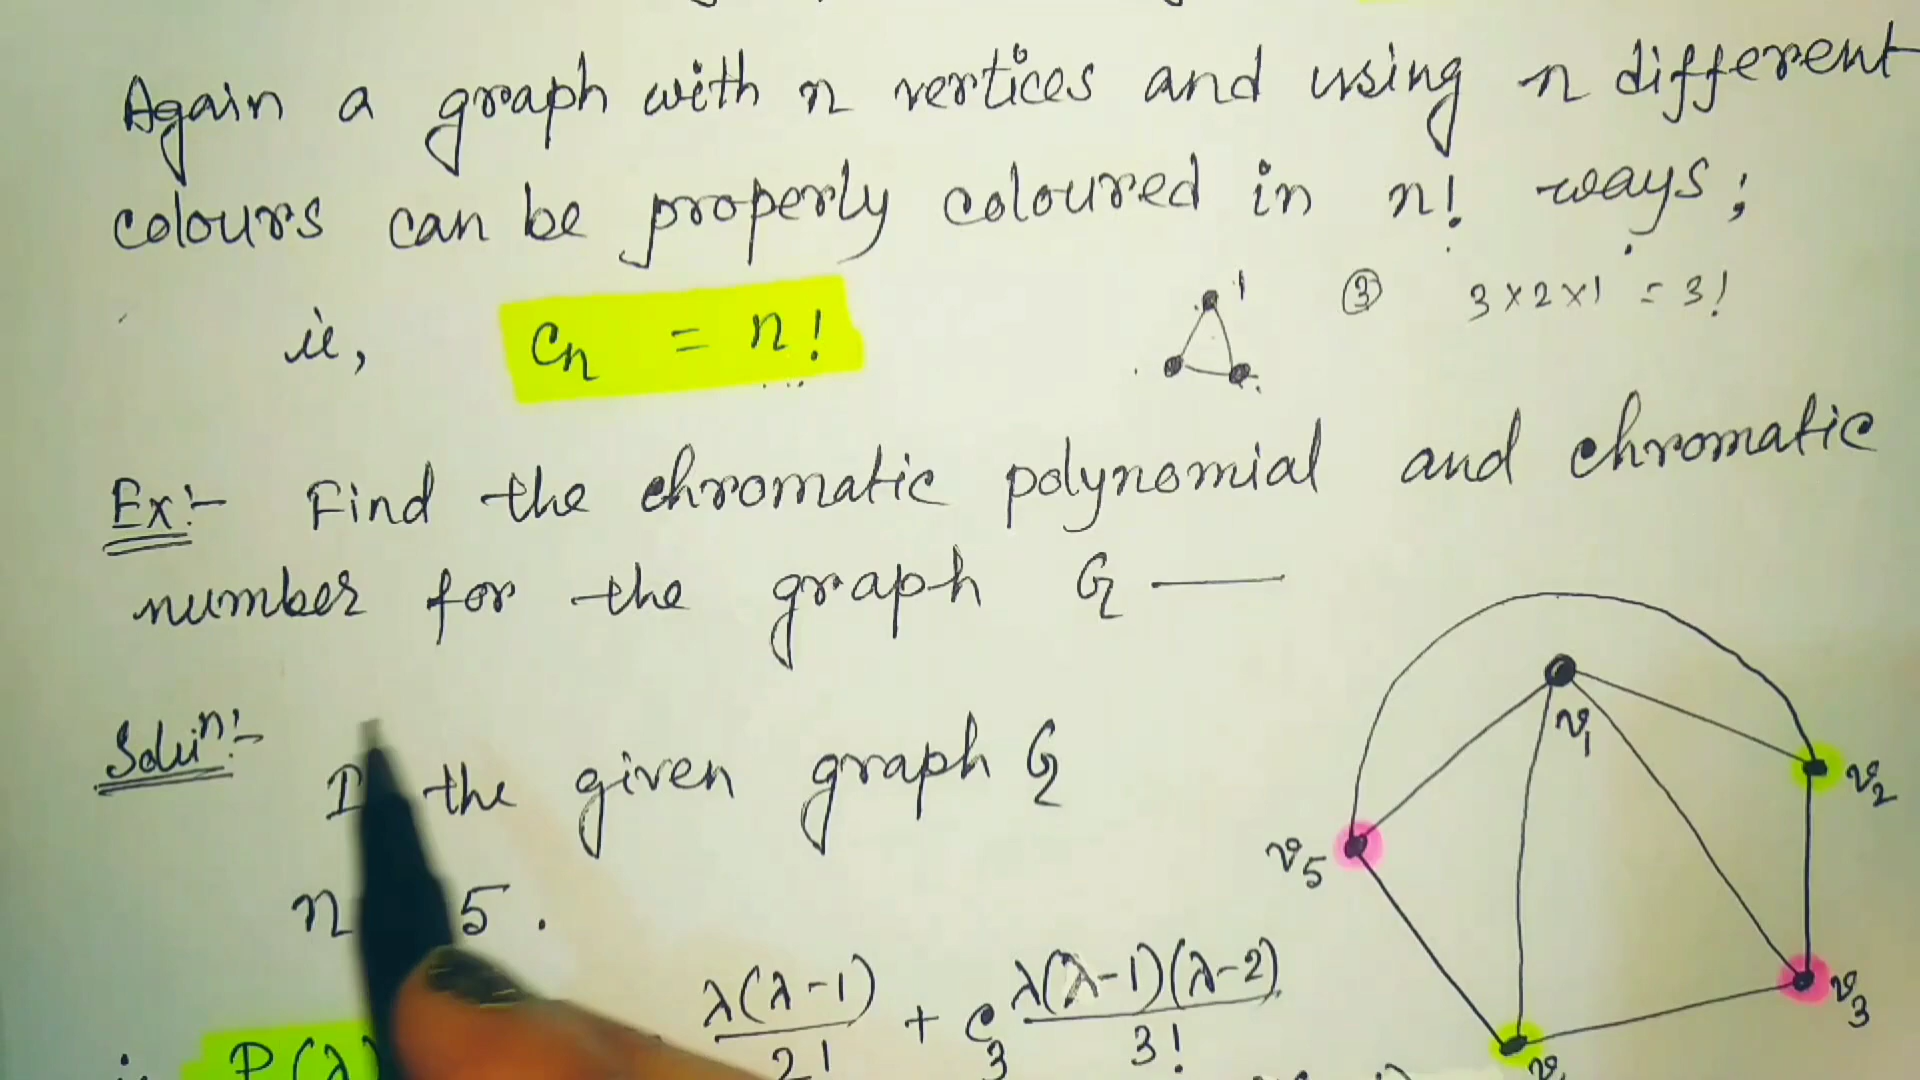 Again a graph with n vertices and using n different
colours can be properly coloured in n! ways;
ie, Cn = n!
1 ③ 3×2×1 = 3!
Ex:- Find the chromatic polynomial and chromatic
number for the graph G —
Soluⁿ:- the given graph G
n 5.
P(λ) λ(λ-1)/2! + C₃ λ(λ-1)(λ-2)/3!
v₁
v₂
v₅
v₃